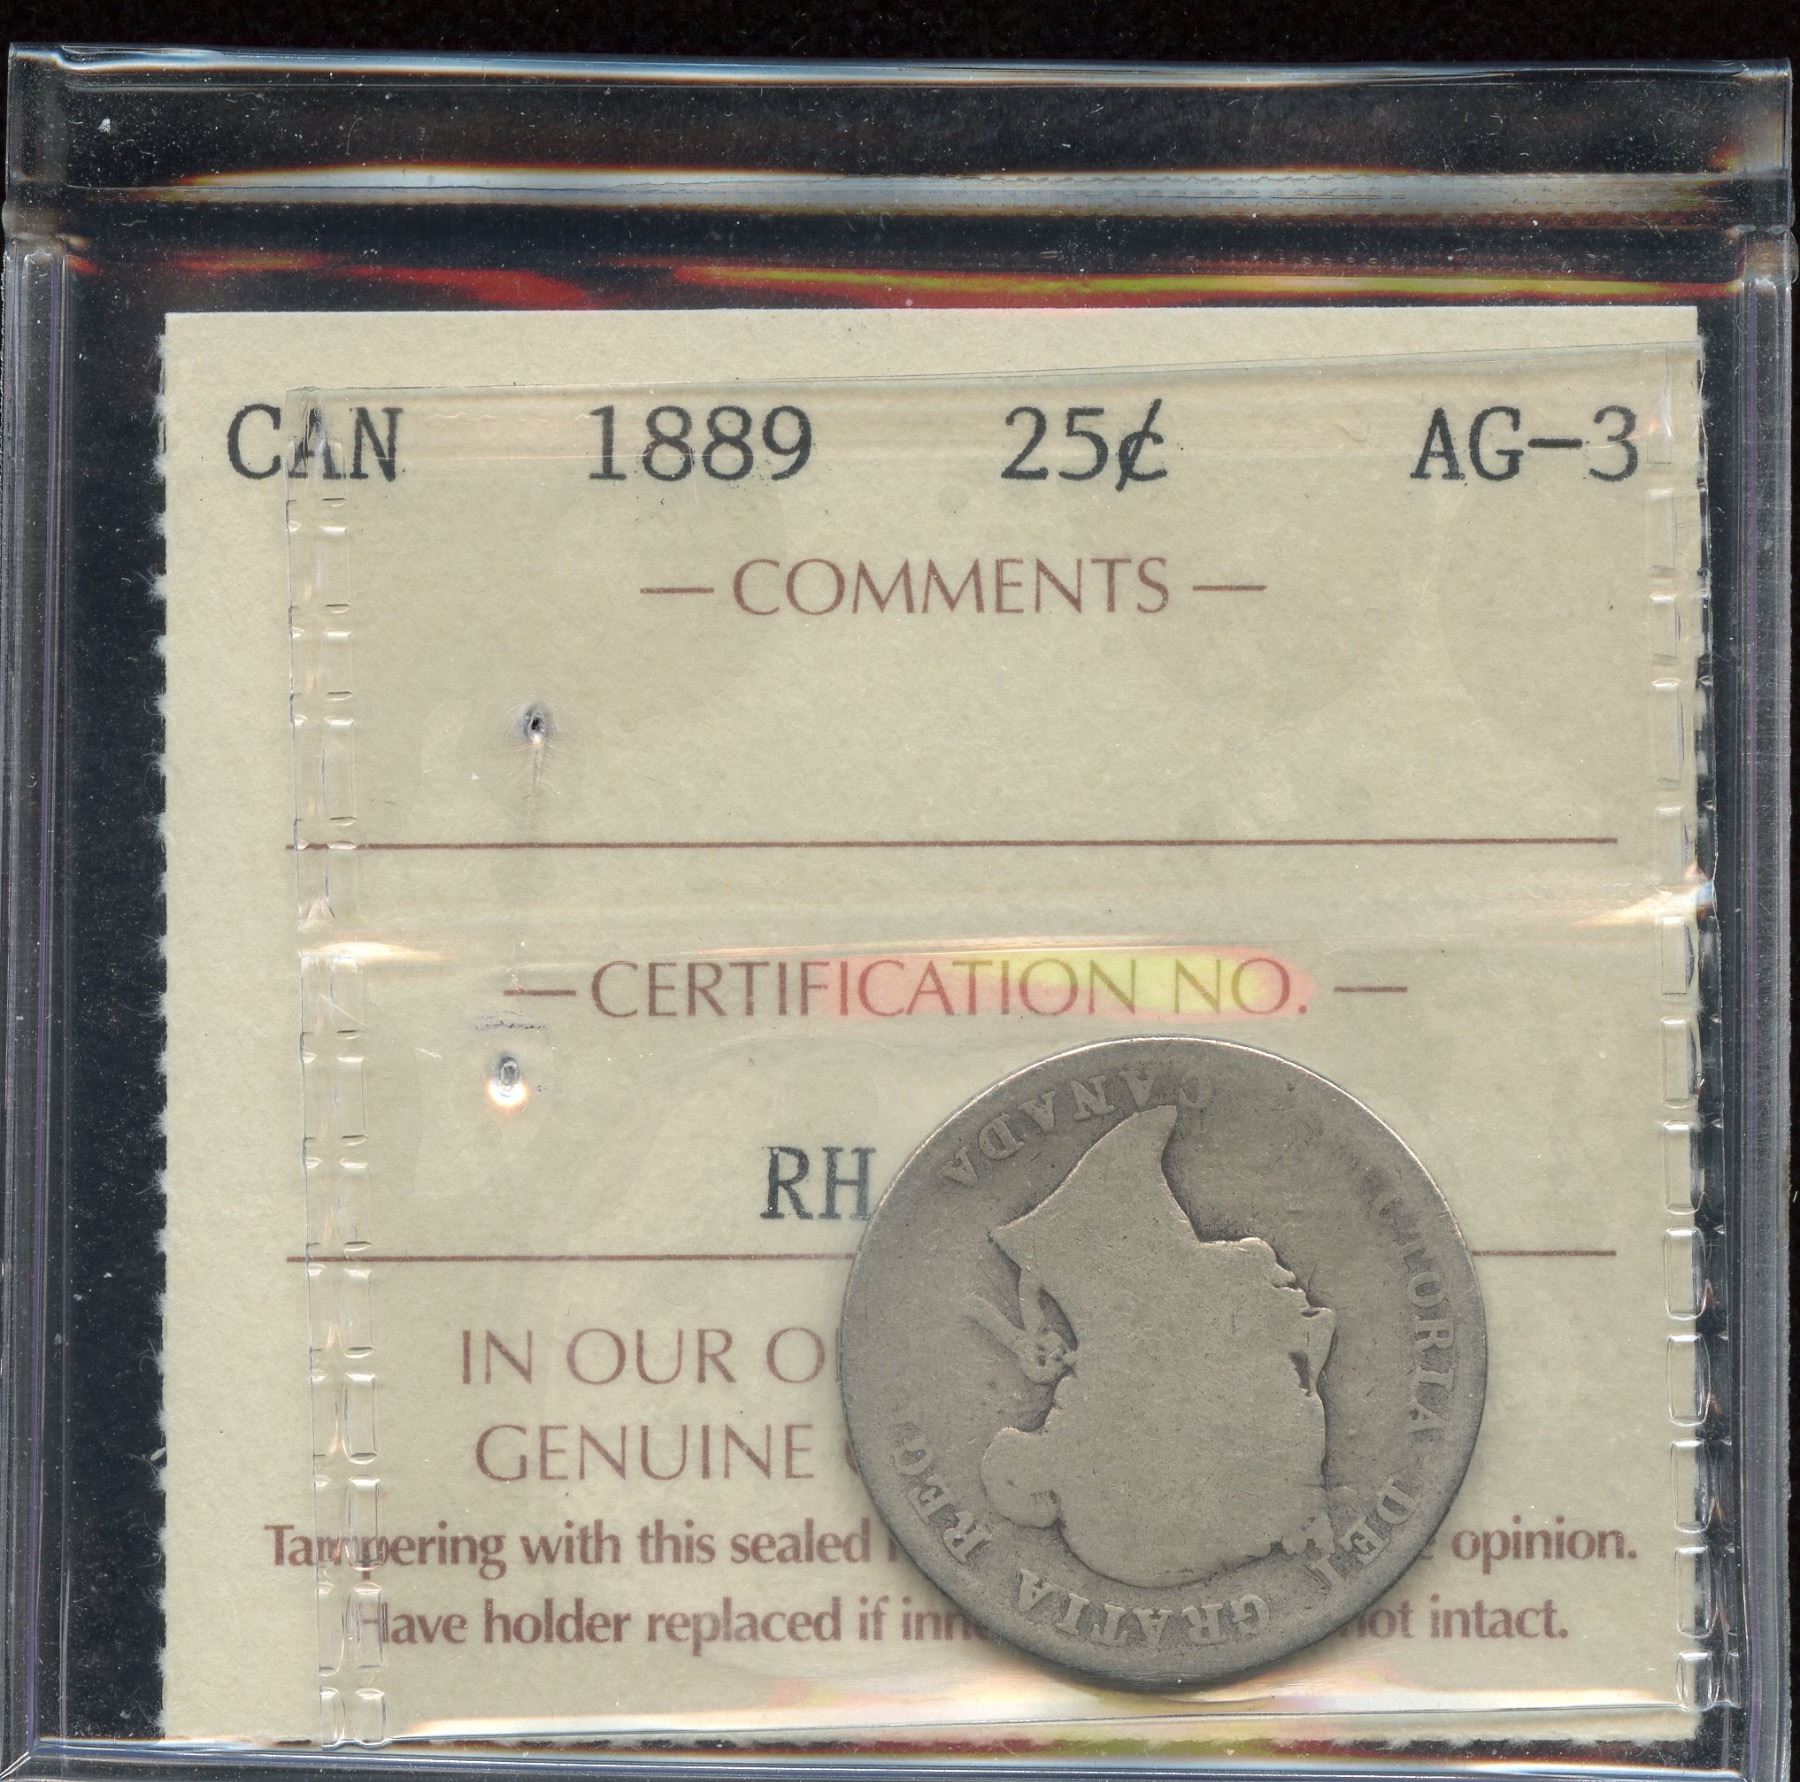 CAN 1889 25¢ AG-3
— COMMENTS —
— CERTIFICATION NO. —
RH
IN OUR O
GENUINE
Tampering with this sealed opinion.
Have holder replaced if inn not intact.
CANADA
VICTORIA DEI GRATIA REG